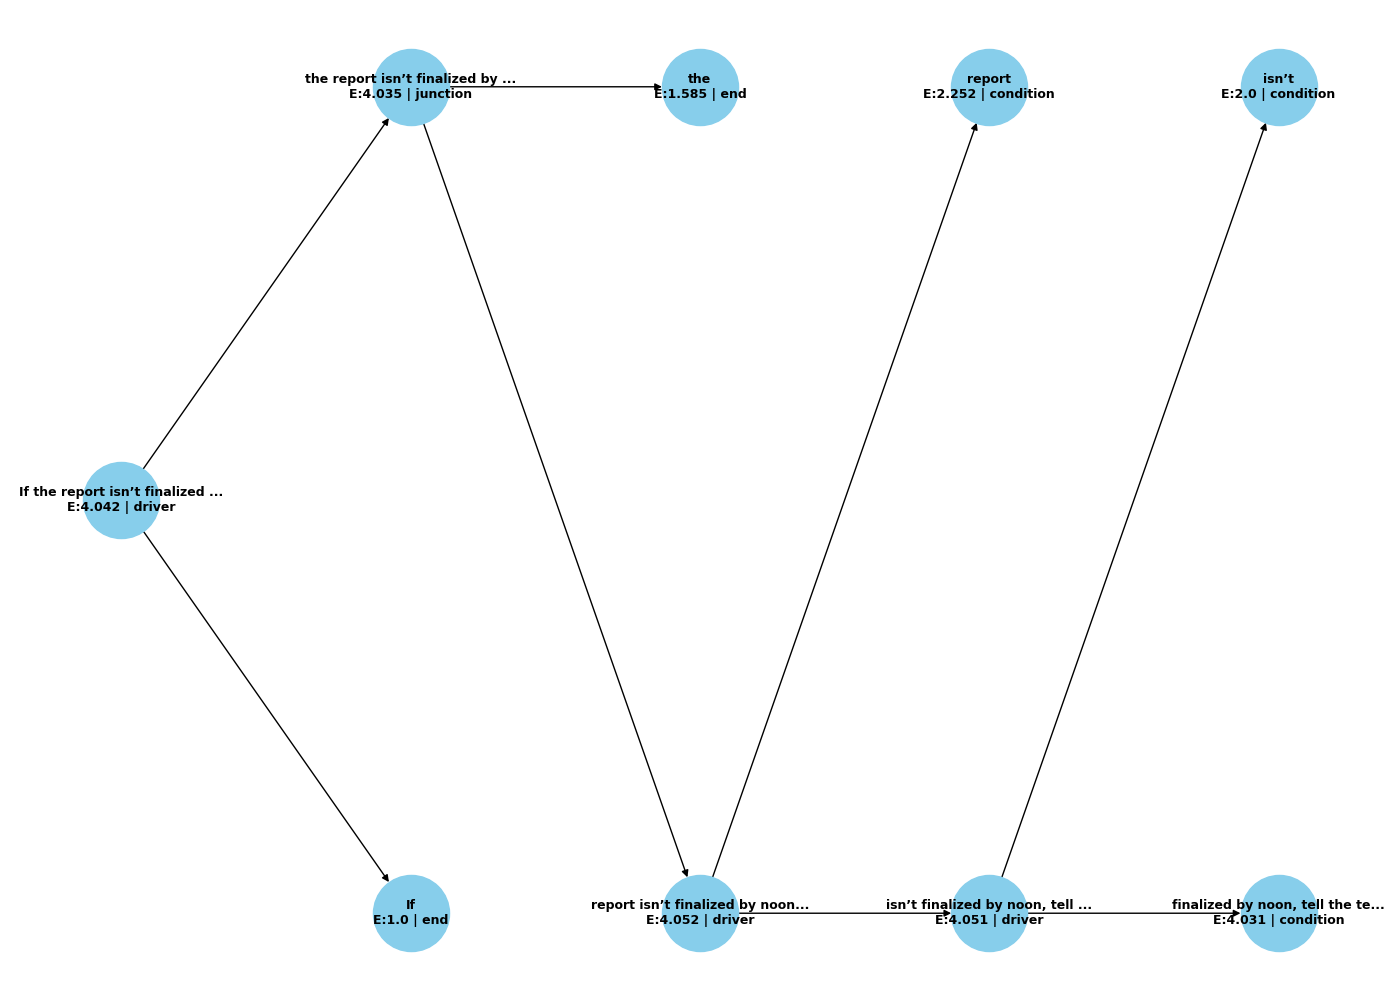 the report isn’t finalized by ...
E:4.035 | junction
the
E:1.585 | end
report
E:2.252 | condition
isn’t
E:2.0 | condition
If the report isn’t finalized ...
E:4.042 | driver
If
E:1.0 | end
report isn’t finalized by noon...
E:4.052 | driver
isn’t finalized by noon, tell ...
E:4.051 | driver
finalized by noon, tell the te...
E:4.031 | condition